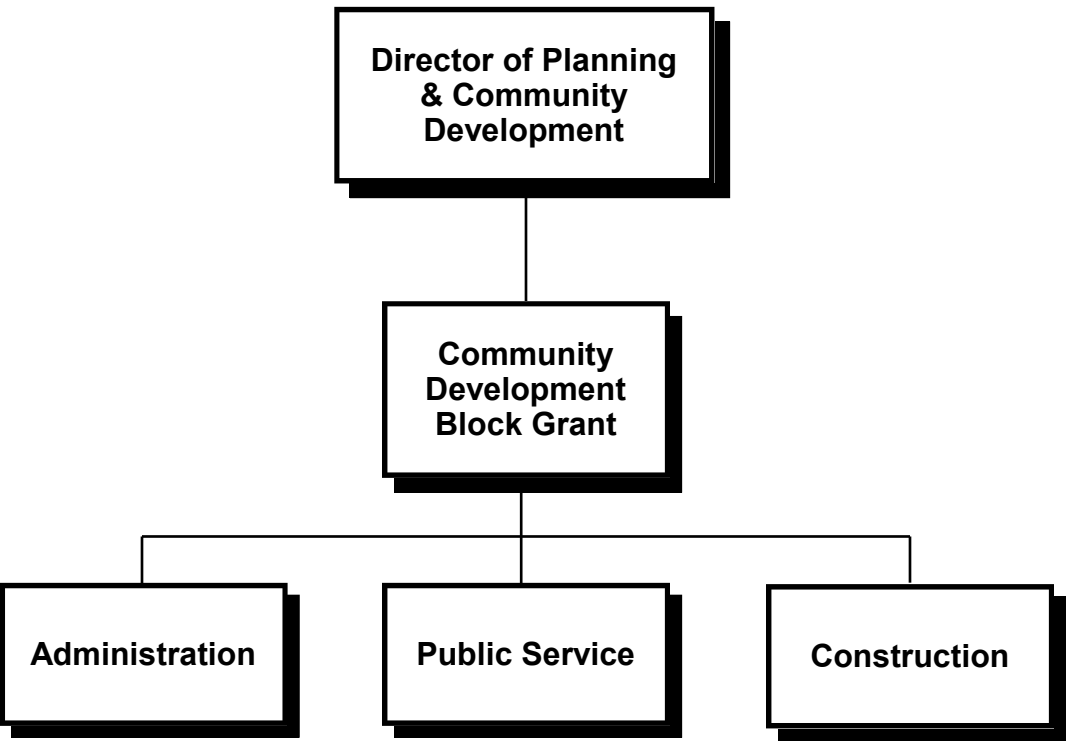 Director of Planning
& Community
Development
Community
Development
Block Grant
Administration
Public Service
Construction